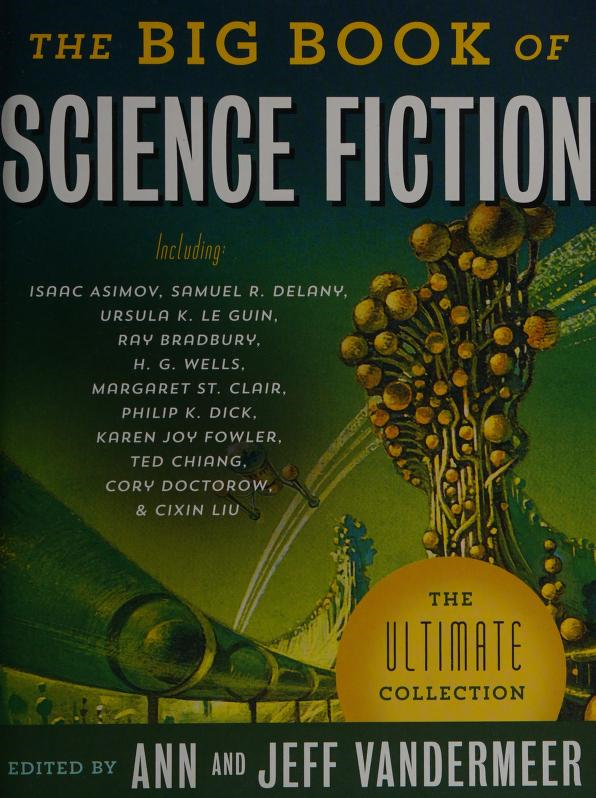 THE BIG BOOK OF
SCIENCE FICTION
Including:
ISAAC ASIMOV, SAMUEL R. DELANY,
URSULA K. LE GUIN,
RAY BRADBURY,
H. G. WELLS,
MARGARET ST. CLAIR,
PHILIP K. DICK,
KAREN JOY FOWLER,
TED CHIANG,
CORY DOCTOROW,
& CIXIN LIU
THE
ULTIMATE
COLLECTION
EDITED BY ANN AND JEFF VANDERMEER